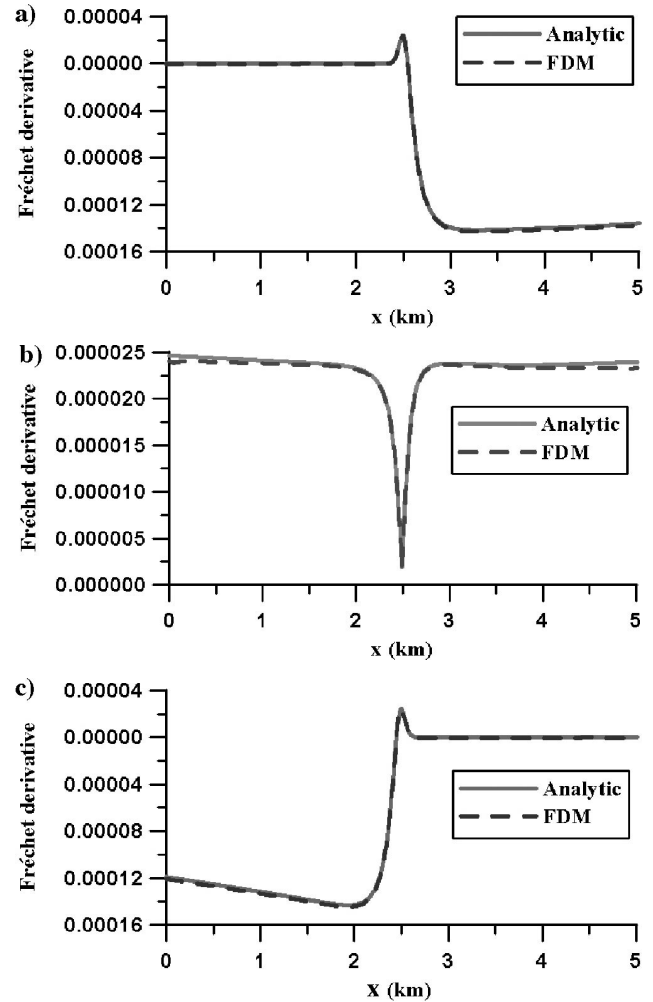 a)
0.00004
0.00000
0.00004
0.00008
0.00012
0.00016
Fréchet derivative
Analytic
FDM
0 1 2 3 4 5
x (km)
b)
0.000025
0.000020
0.000015
0.000010
0.000005
0.000000
Fréchet derivative
Analytic
FDM
0 1 2 3 4 5
x (km)
c)
0.00004
0.00000
0.00004
0.00008
0.00012
0.00016
Fréchet derivative
Analytic
FDM
0 1 2 3 4 5
x (km)